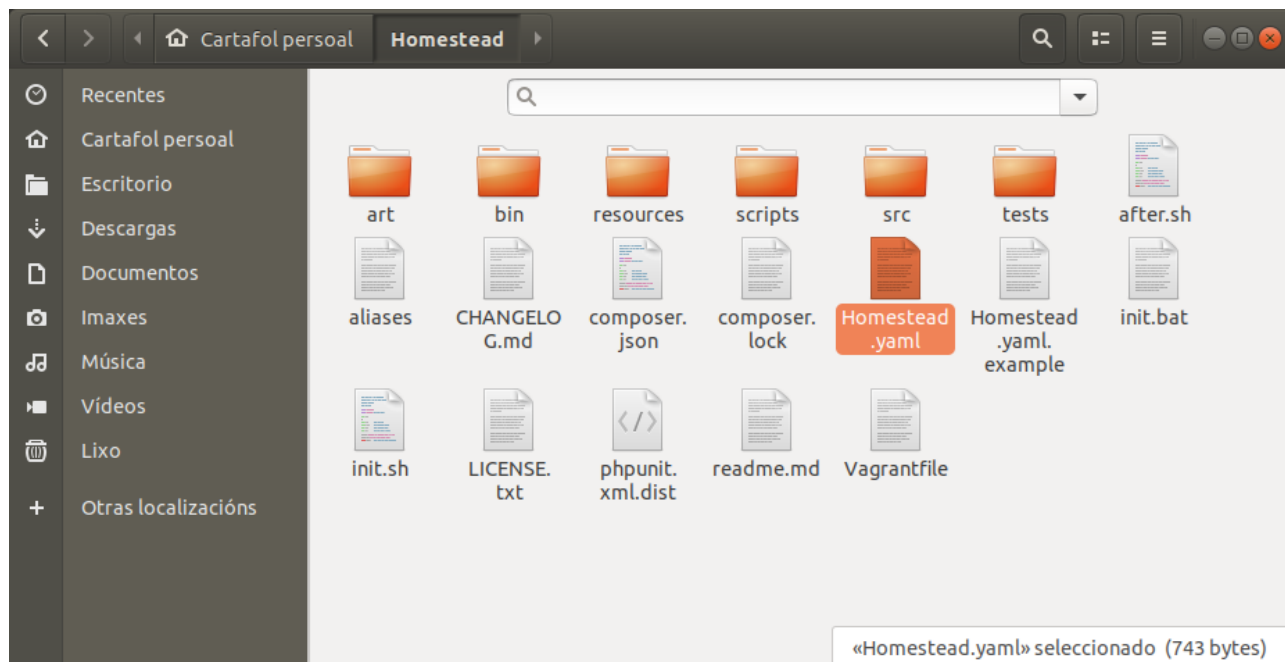 Cartafol persoal
Homestead
Recentes
Cartafol persoal
Escritorio
Descargas
Documentos
Imaxes
Música
Vídeos
Lixo
Otras localizacións
art
bin
resources
scripts
src
tests
after.sh
aliases
CHANGELO
G.md
composer.
json
composer.
lock
Homestead
.yaml
Homestead
.yaml.
example
init.bat
init.sh
LICENSE.
txt
phpunit.
xml.dist
readme.md
Vagrantfile
«Homestead.yaml» seleccionado (743 bytes)